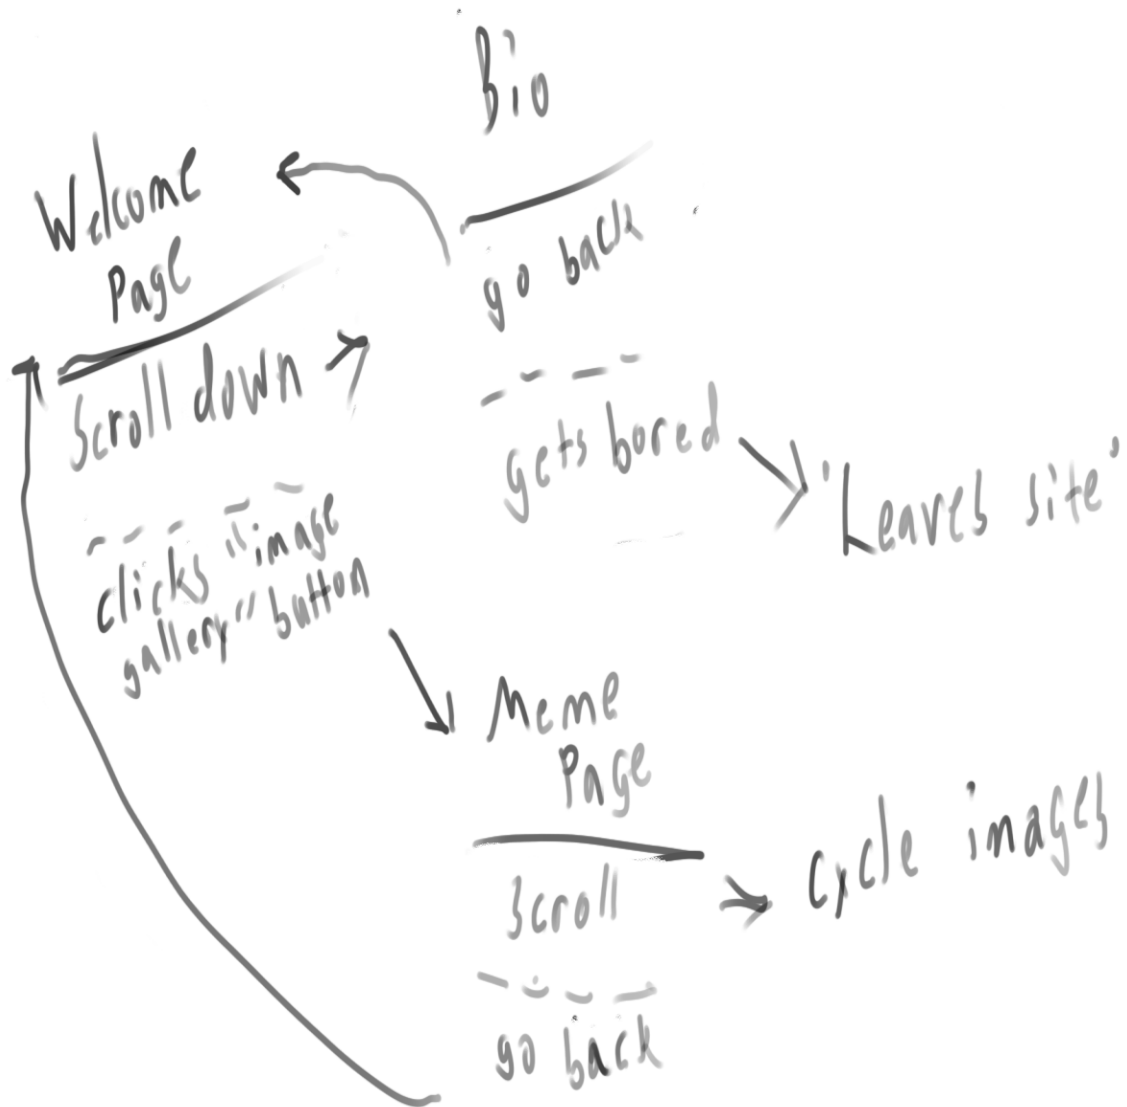 Bio
go back
gets bored
Welcome
Page
Scroll down
clicks "image
gallery" button
'Leaves site'
Meme
Page
Scroll
go back
cycle images